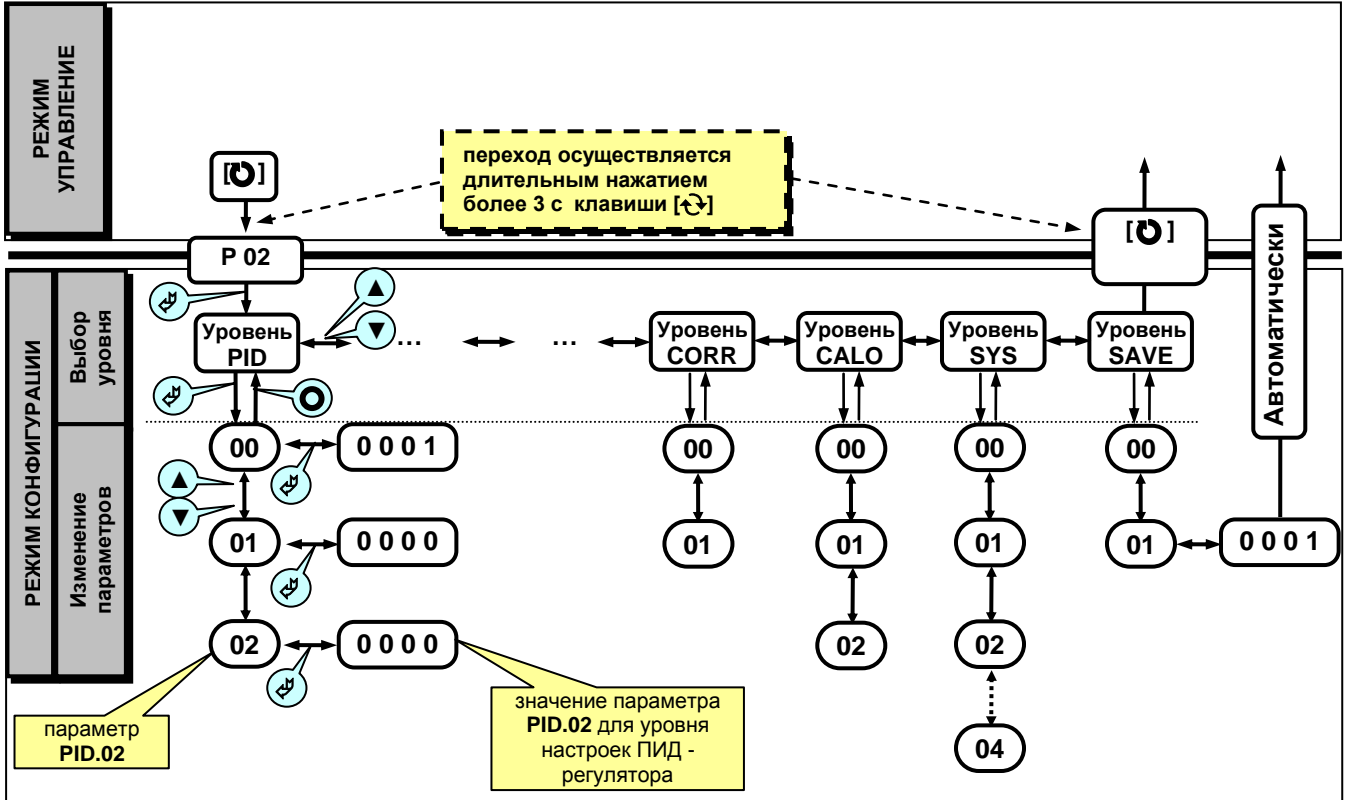 РЕЖИМ
УПРАВЛЕНИЕ
переход осуществляется
длительным нажатием
более 3 с клавиши [🗘]
[↻]
[↻]
P 02
Автоматически
РЕЖИМ КОНФИГУРАЦИИ
Выбор
уровня
Уровень
PID
▲
▼
...
...
Уровень
CORR
Уровень
CALO
Уровень
SYS
Уровень
SAVE
Изменение
параметров
00
0 0 0 1
00
00
00
00
▲
▼
01
0 0 0 0
01
01
01
01
0 0 0 1
02
0 0 0 0
02
02
04
параметр
PID.02
значение параметра
PID.02 для уровня
настроек ПИД -
регулятора